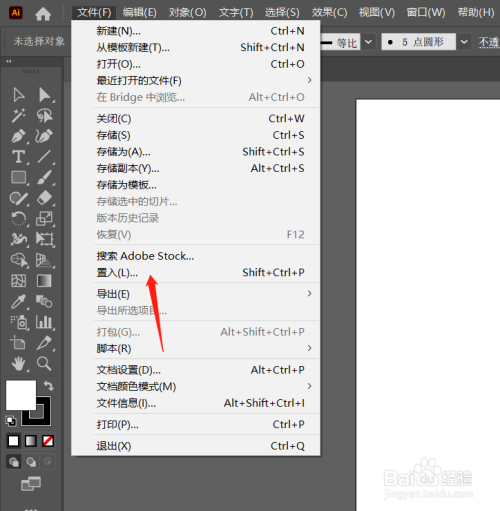 Ai 文件(F) 编辑(E) 对象(O) 文字(T) 选择(S) 效果(C) 视图(V) 窗口(W) 帮助(H)
未选择对象 等比 5 点圆形 不透
新建(N)... Ctrl+N
从模板新建(T)... Shift+Ctrl+N
打开(O)... Ctrl+O
最近打开的文件(F)
在 Bridge 中浏览... Alt+Ctrl+O
关闭(C) Ctrl+W
存储(S) Ctrl+S
存储为(A)... Shift+Ctrl+S
存储副本(Y)... Alt+Ctrl+S
存储为模板...
存储选中的切片...
版本历史记录
恢复(V) F12
搜索 Adobe Stock...
置入(L)... Shift+Ctrl+P
导出(E)
导出所选项目...
打包(G)... Alt+Shift+Ctrl+P
脚本(R)
文档设置(D)... Alt+Ctrl+P
文档颜色模式(M)
文件信息(I)... Alt+Shift+Ctrl+I
打印(P)... Ctrl+P
退出(X) Ctrl+Q
Baidu 经验
jingyan.baidu.com